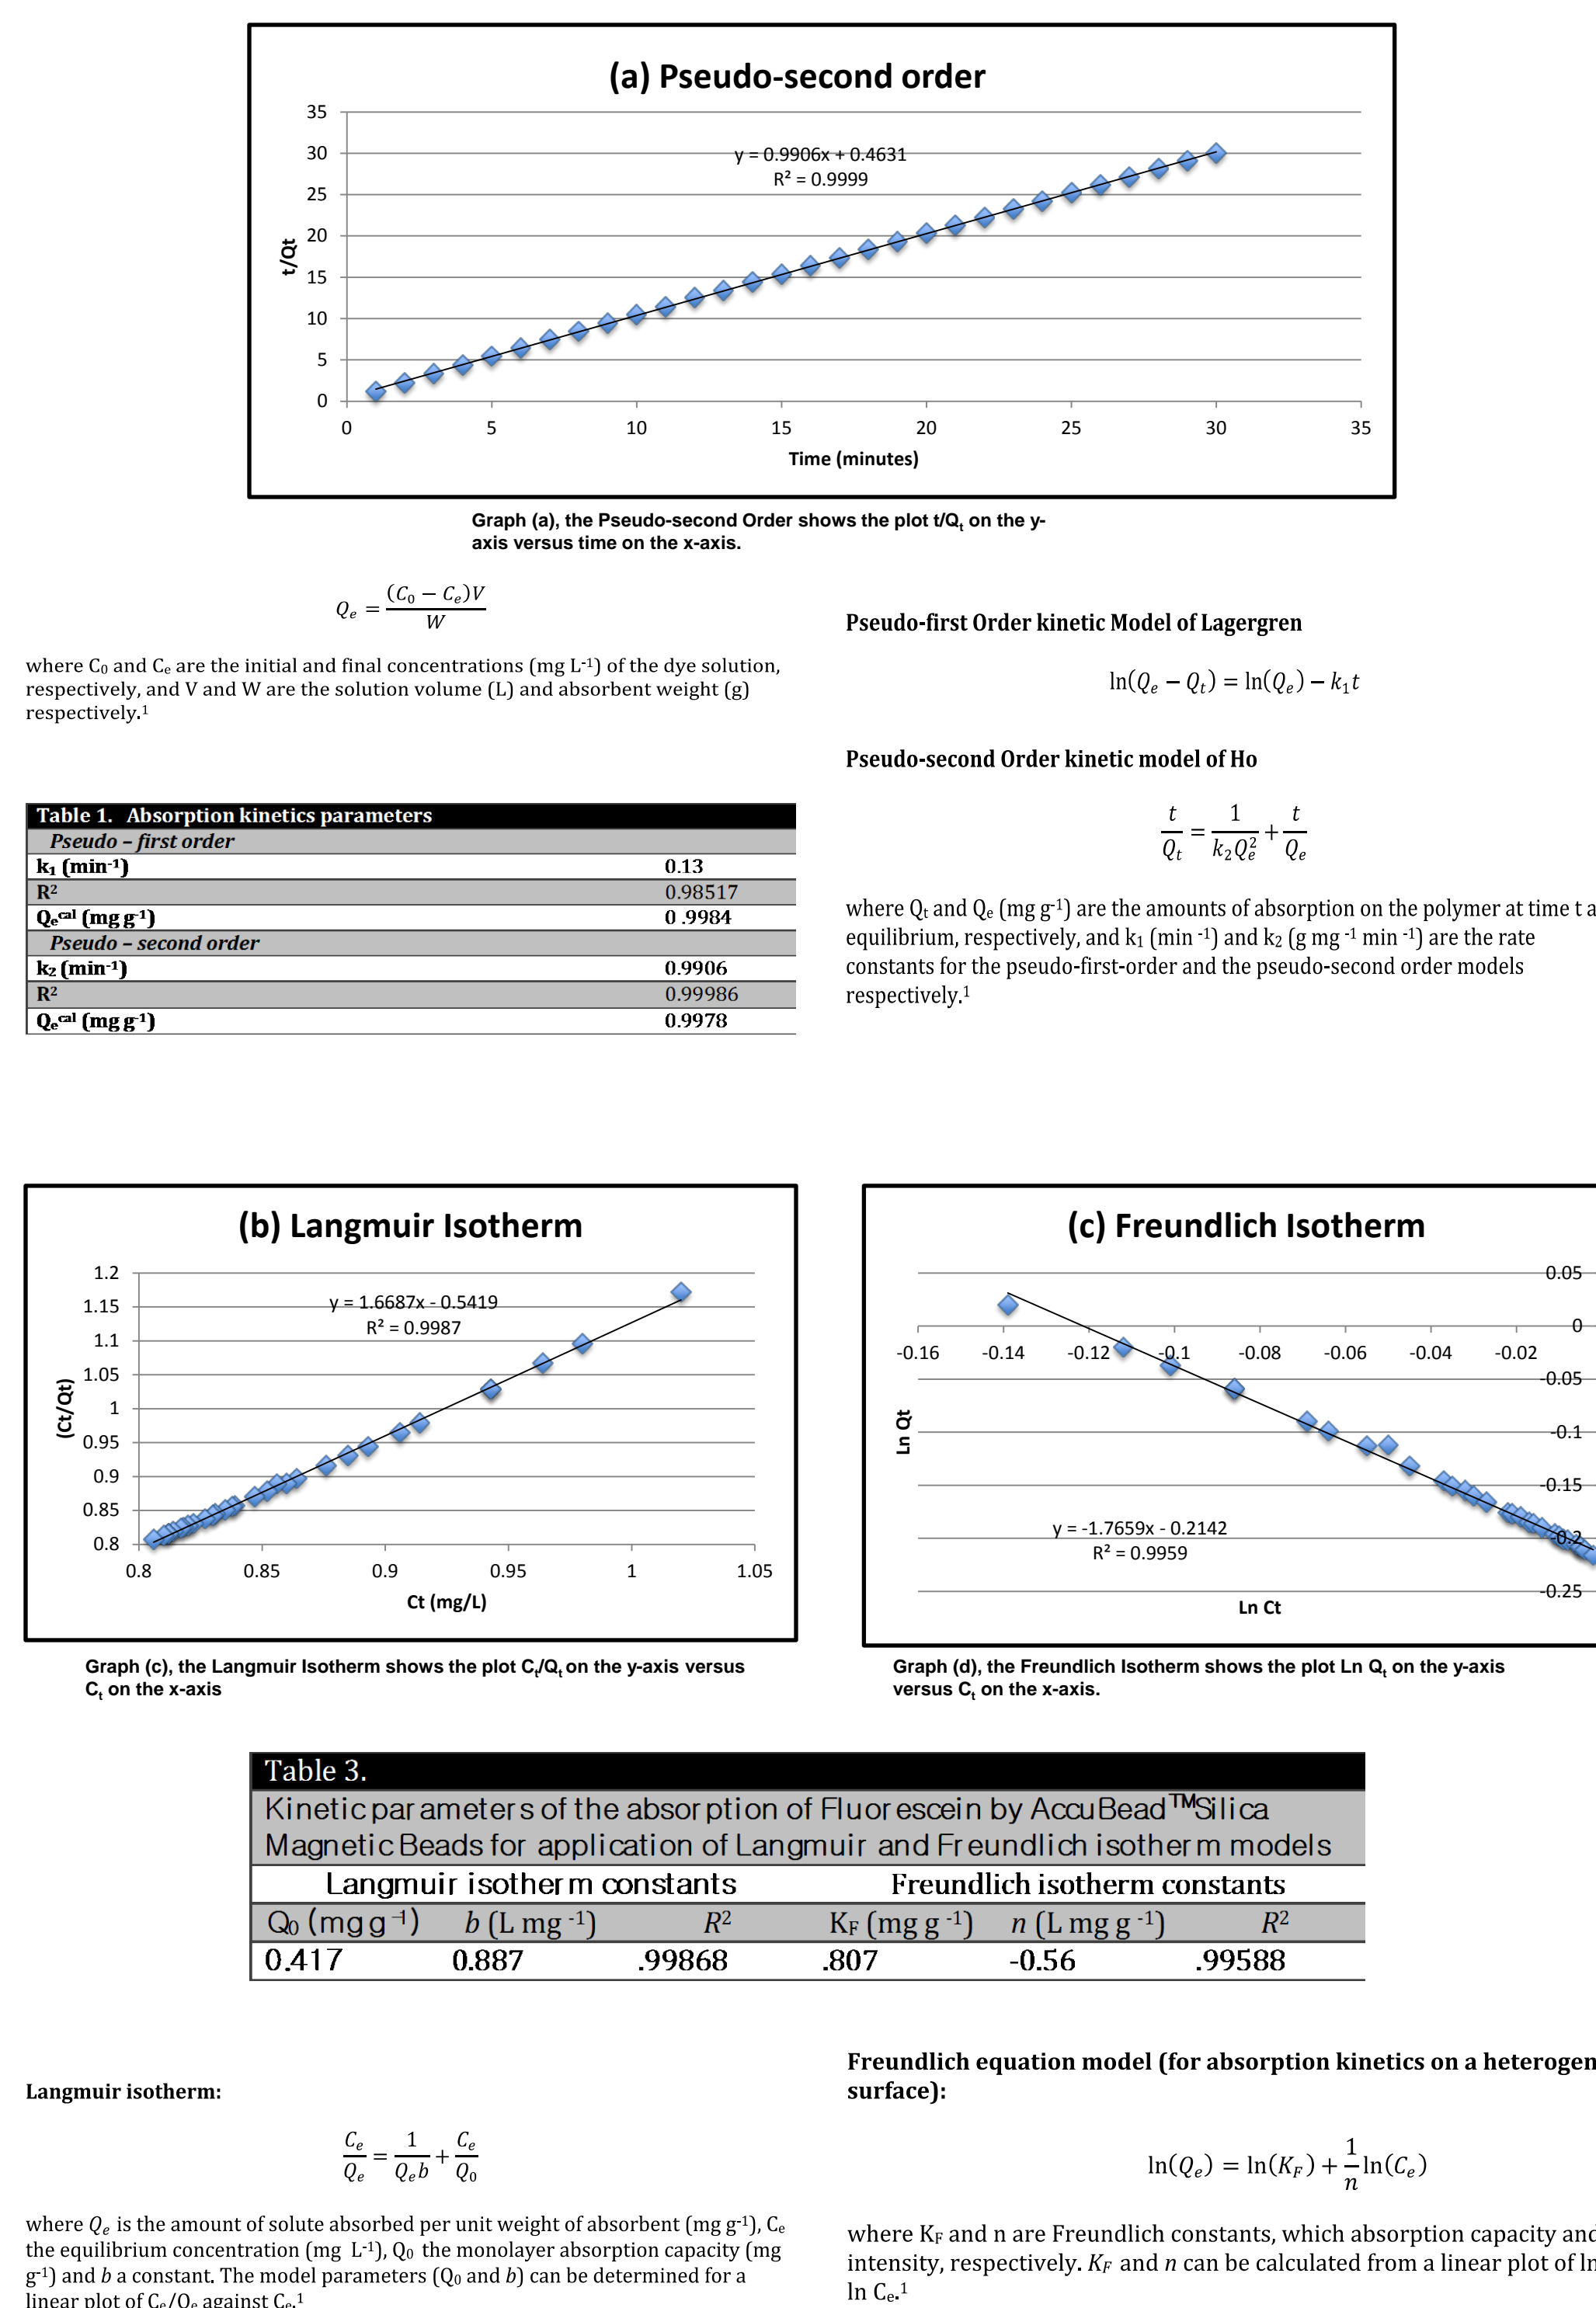 (a) Pseudo-second order
35
30
25
20
15
10
5
0
y = 0.9906x + 0.4631
R² = 0.9999
t/Qt
0 5 10 15 20 25 30 35
Time (minutes)
Graph (a), the Pseudo-second Order shows the plot t/Qt on the y-
axis versus time on the x-axis.
Qe = (C0 − Ce)V / W
where C0 and Ce are the initial and final concentrations (mg L-1) of the dye solution,
respectively, and V and W are the solution volume (L) and absorbent weight (g)
respectively.1
Pseudo-first Order kinetic Model of Lagergren
ln(Qe − Qt) = ln(Qe) − k1t
Pseudo-second Order kinetic model of Ho
t/Qt = 1/k2Qe2 + t/Qe
where Qt and Qe (mg g-1) are the amounts of absorption on the polymer at time t a
equilibrium, respectively, and k1 (min -1) and k2 (g mg -1 min -1) are the rate
constants for the pseudo-first-order and the pseudo-second order models
respectively.1
Table 1. Absorption kinetics parameters
Pseudo – first order
k1 (min-1) 0.13
R2 0.98517
Qecal (mg g-1) 0 .9984
Pseudo – second order
k2 (min-1) 0.9906
R2 0.99986
Qecal (mg g-1) 0.9978
(b) Langmuir Isotherm
1.2
1.15
1.1
1.05
1
0.95
0.9
0.85
0.8
y = 1.6687x - 0.5419
R² = 0.9987
(Ct/Qt)
0.8 0.85 0.9 0.95 1 1.05
Ct (mg/L)
Graph (c), the Langmuir Isotherm shows the plot Ct/Qt on the y-axis versus
Ct on the x-axis
(c) Freundlich Isotherm
0.05
0
-0.16 -0.14 -0.12 -0.1 -0.08 -0.06 -0.04 -0.02
-0.05
-0.1
-0.15
-0.2
-0.25
Ln Qt
y = -1.7659x - 0.2142
R² = 0.9959
Ln Ct
Graph (d), the Freundlich Isotherm shows the plot Ln Qt on the y-axis
versus Ct on the x-axis.
Table 3.
Kinetic parameters of the absorption of Fluorescein by AccuBead™Silica
Magnetic Beads for application of Langmuir and Freundlich isotherm models
Langmuir isotherm constants Freundlich isotherm constants
Q0 (mg g-1) b (L mg -1) R2 KF (mg g -1) n (L mg g -1) R2
0.417 0.887 .99868 .807 -0.56 .99588
Langmuir isotherm:
Ce/Qe = 1/Qeb + Ce/Q0
where Qe is the amount of solute absorbed per unit weight of absorbent (mg g-1), Ce
the equilibrium concentration (mg L-1), Q0 the monolayer absorption capacity (mg
g-1) and b a constant. The model parameters (Q0 and b) can be determined for a
linear plot of Ce/Qe against Ce.1
Freundlich equation model (for absorption kinetics on a heterogen
surface):
ln(Qe) = ln(KF) + 1/n ln(Ce)
where KF and n are Freundlich constants, which absorption capacity and
intensity, respectively. KF and n can be calculated from a linear plot of ln
ln Ce.1